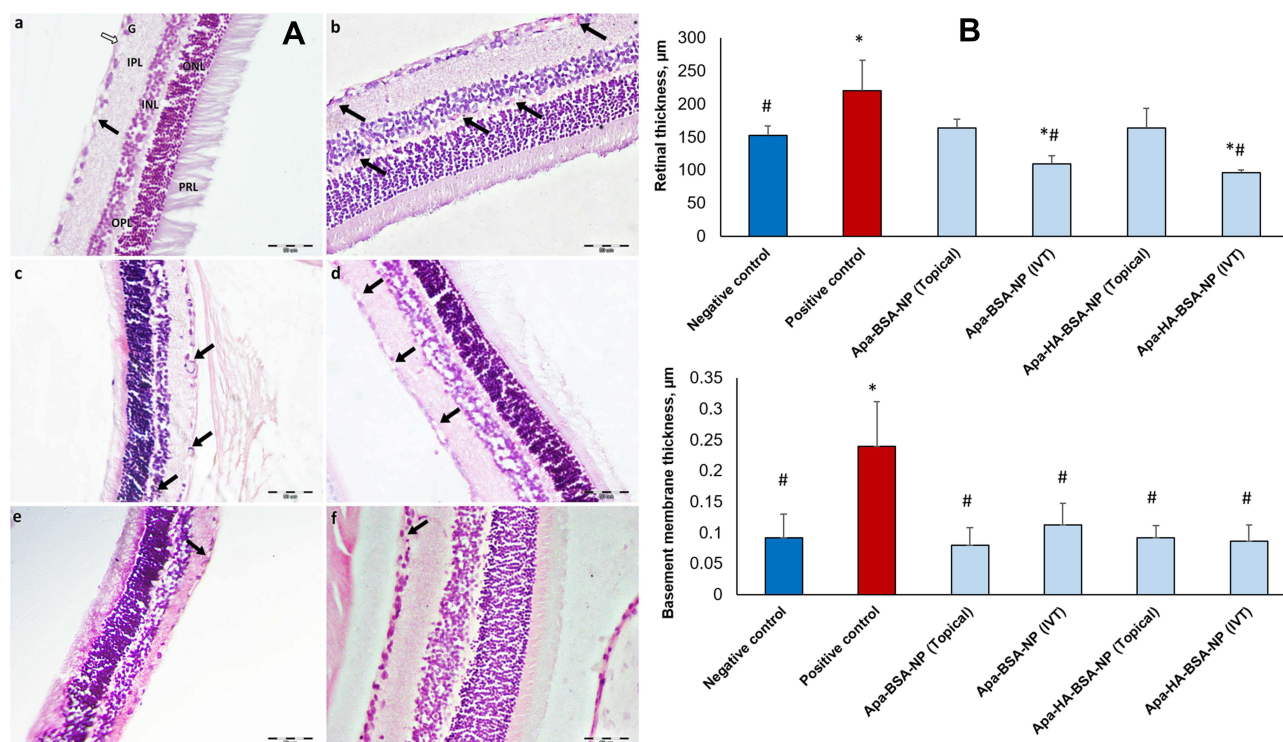 a
G
A
IPL
ONL
INL
PRL
OPL
b
c
d
e
f
B
Retinal thickness, µm
300
250
200
150
100
50
0
#
*
*#
*#
Negative control
Positive control
Apa-BSA-NP (Topical)
Apa-BSA-NP (IVT)
Apa-HA-BSA-NP (Topical)
Apa-HA-BSA-NP (IVT)
Basement membrane thickness, µm
0.35
0.3
0.25
0.2
0.15
0.1
0.05
0
#
*
#
#
#
#
Negative control
Positive control
Apa-BSA-NP (Topical)
Apa-BSA-NP (IVT)
Apa-HA-BSA-NP (Topical)
Apa-HA-BSA-NP (IVT)